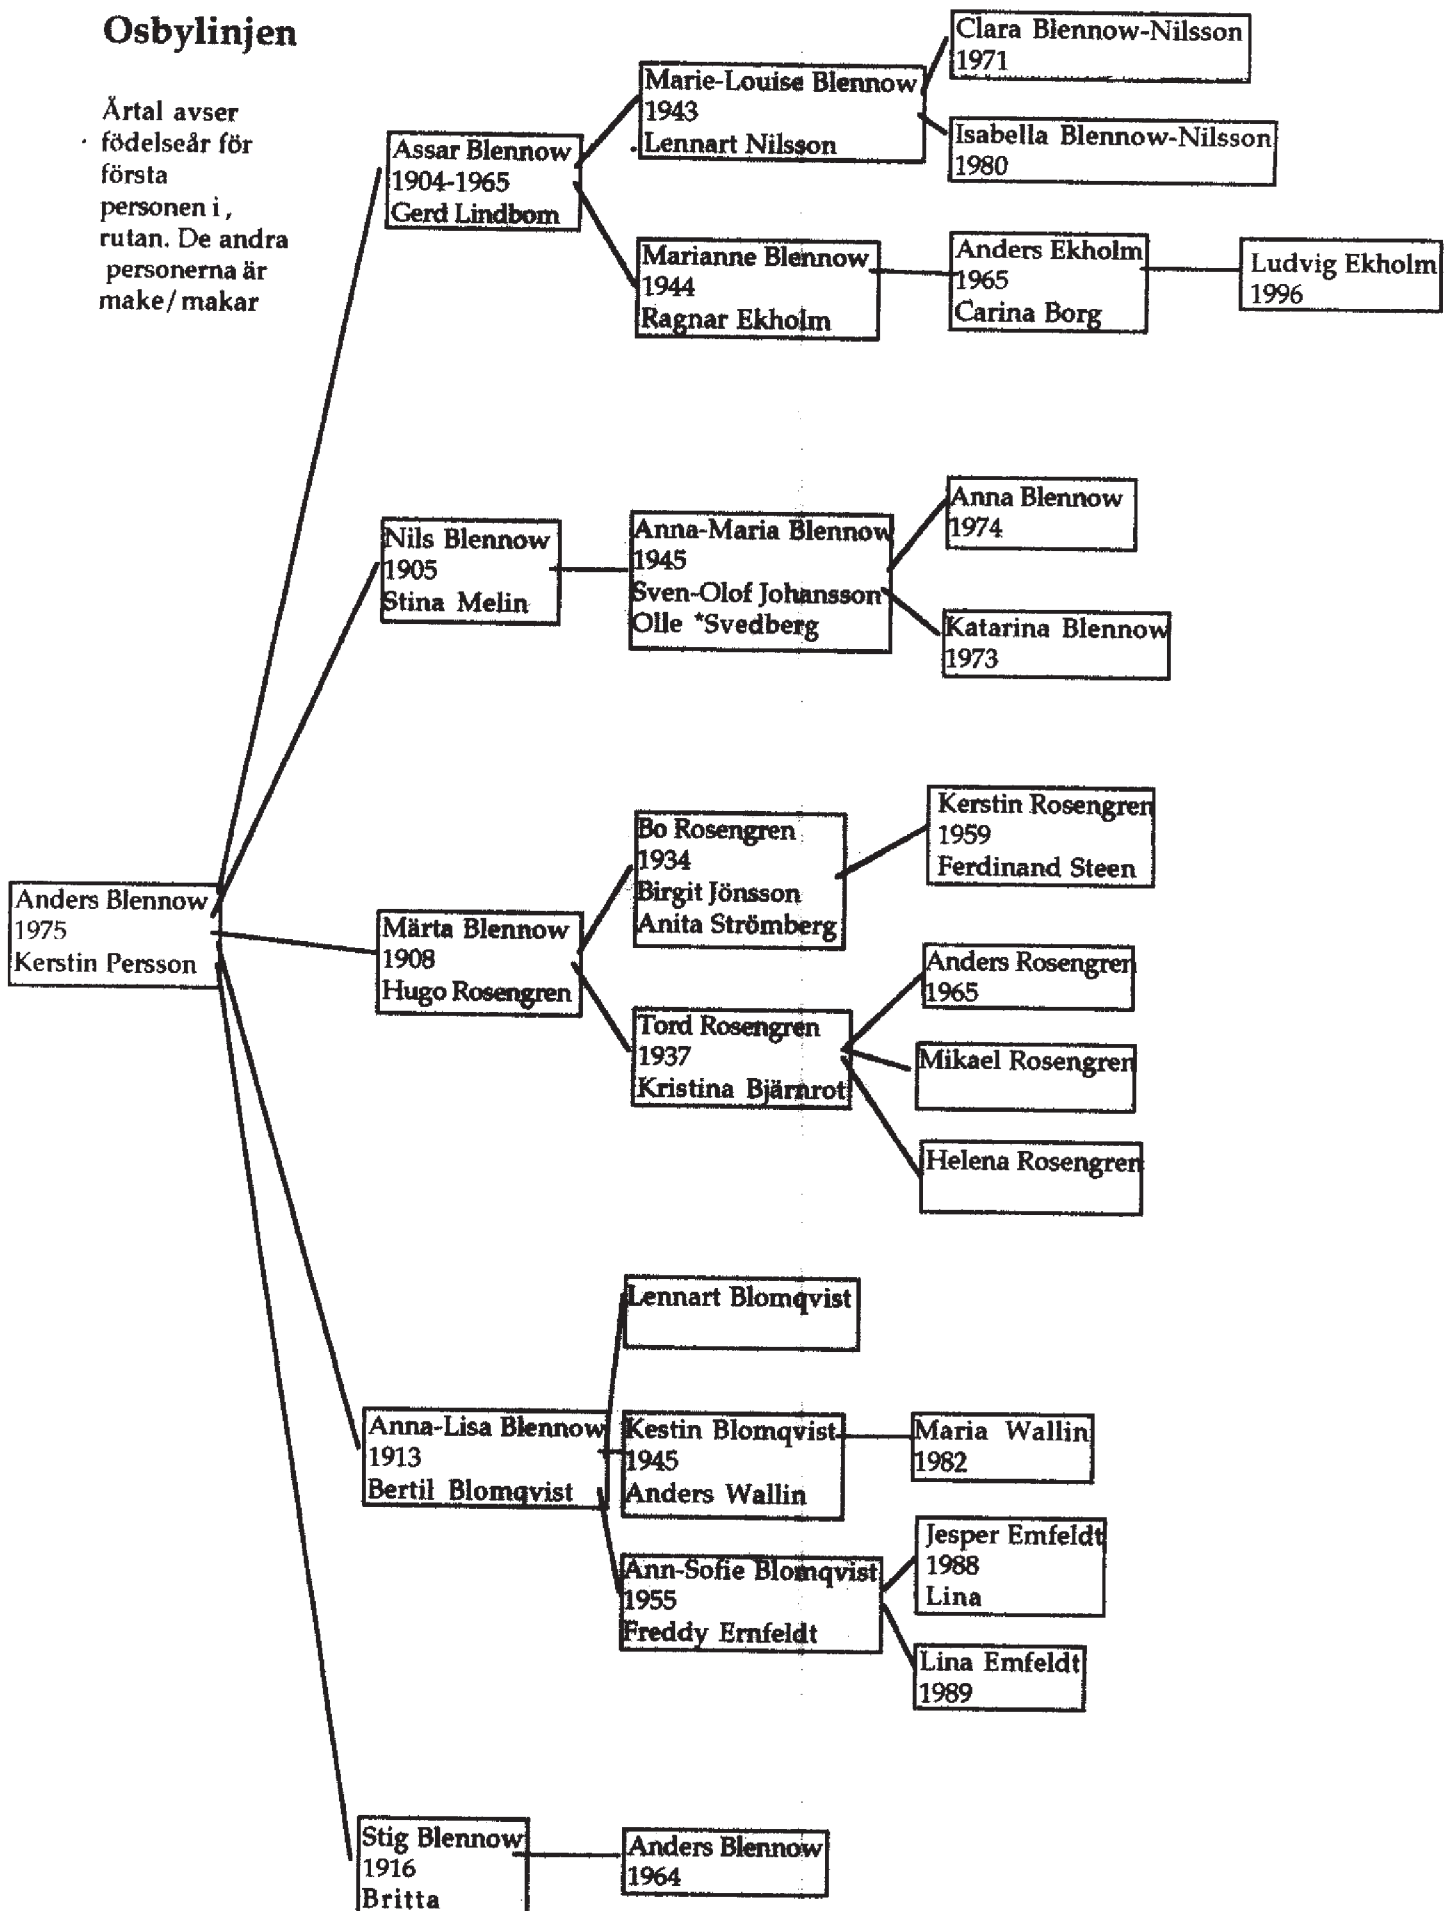 Osbylinjen
Årtal avser
födelseår för
första
personen i ,
rutan. De andra
personerna är
make/makar
Anders Blennow
1975
Kerstin Persson
Assar Blennow
1904-1965
Gerd Lindbom
Marie-Louise Blennow
1943
Lennart Nilsson
Clara Blennow-Nilsson
1971
Isabella Blennow-Nilsson
1980
Marianne Blennow
1944
Ragnar Ekholm
Anders Ekholm
1965
Carina Borg
Ludvig Ekholm
1996
Nils Blennow
1905
Stina Melin
Anna-Maria Blennow
1945
Sven-Olof Johansson
Olle *Svedberg
Anna Blennow
1974
Katarina Blennow
1973
Märta Blennow
1908
Hugo Rosengren
Bo Rosengren
1934
Birgit Jönsson
Anita Strömberg
Kerstin Rosengren
1959
Ferdinand Steen
Tord Rosengren
1937
Kristina Bjärnrot
Anders Rosengren
1965
Mikael Rosengren
Helena Rosengren
Anna-Lisa Blennow
1913
Bertil Blomqvist
Lennart Blomqvist
Kestin Blomqvist
1945
Anders Wallin
Maria Wallin
1982
Ann-Sofie Blomqvist
1955
Freddy Ernfeldt
Jesper Emfeldt
1988
Lina
Lina Emfeldt
1989
Stig Blennow
1916
Britta
Anders Blennow
1964